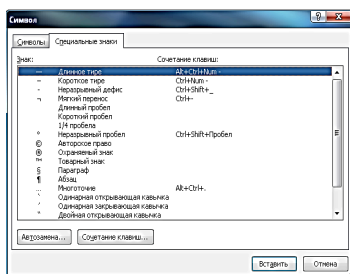 Символ
Символы Специальные знаки
Знак: Сочетание клавиш:
— Длинное тире Alt+Ctrl+Num -
– Короткое тире Ctrl+Num -
- Неразрывный дефис Ctrl+Shift+_
¬ Мягкий перенос Ctrl+-
Длинный пробел
Короткий пробел
1/4 пробела
° Неразрывный пробел Ctrl+Shift+Пробел
© Авторское право
® Охраняемый знак
™ Товарный знак
§ Параграф
¶ Абзац
… Многоточие Alt+Ctrl+.
‘ Одинарная открывающая кавычка
’ Одинарная закрывающая кавычка
“ Двойная открывающая кавычка
Автозамена... Сочетание клавиш...
Вставить Отмена